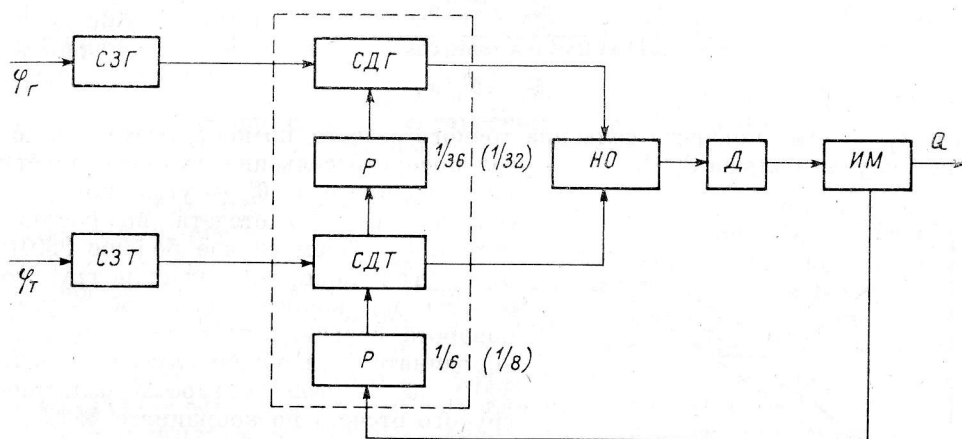 φг
СЗГ
СДГ
Р
1/36 (1/32)
НО
Д
ИМ
Q
φт
СЗТ
СДТ
Р
1/6 (1/8)